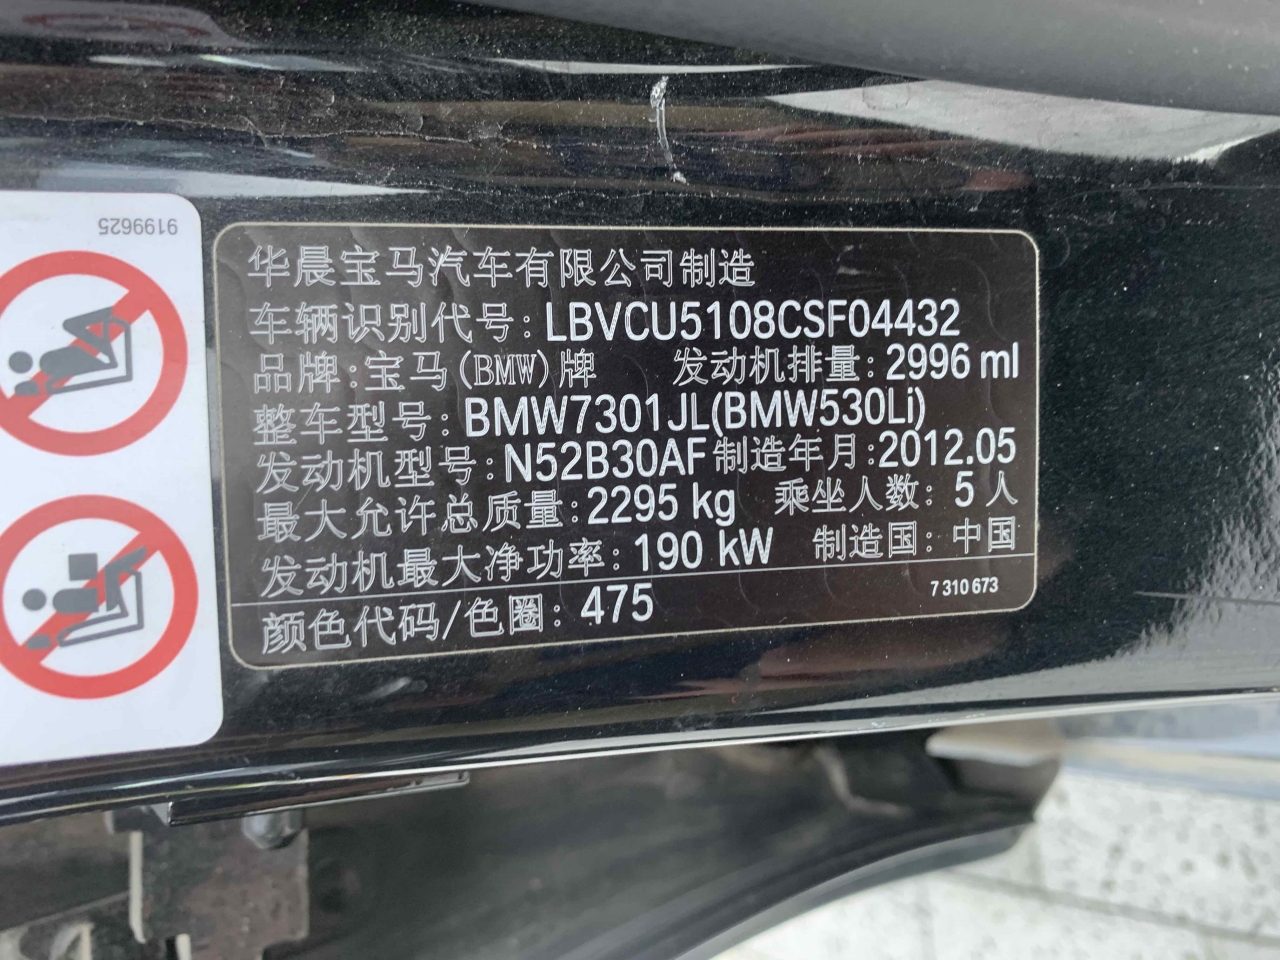 9199625
华晨宝马汽车有限公司制造
车辆识别代号: LBVCU5108CSF04432
品牌:宝马(BMW)牌 发动机排量: 2996 ml
整车型号: BMW7301JL(BMW530Li)
发动机型号: N52B30AF 制造年月:2012.05
最大允许总质量:2295 kg 乘坐人数: 5 人
发动机最大净功率: 190 kW 制造国: 中国
颜色代码/色圈: 475 7 310 673